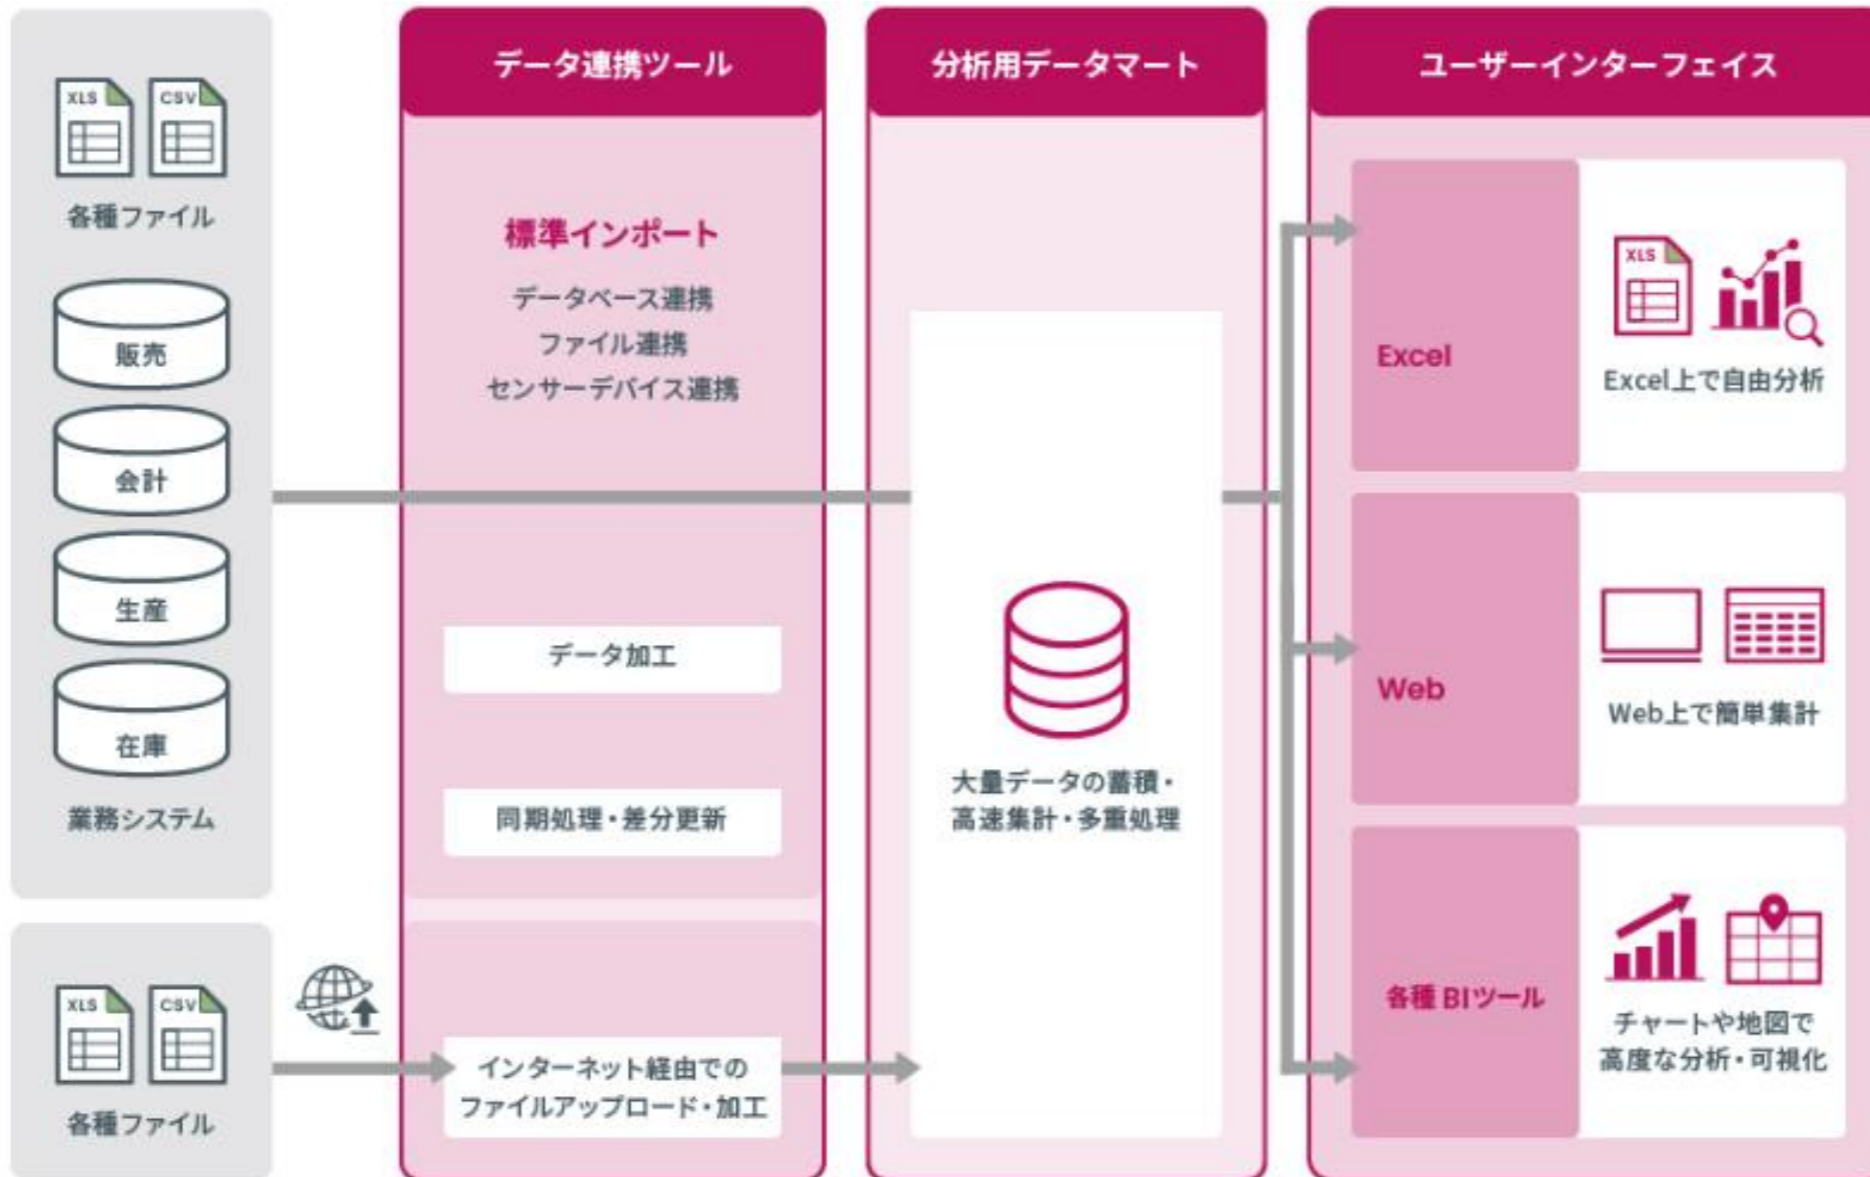 XLS
CSV
各種ファイル
販売
会計
生産
在庫
業務システム
XLS
CSV
各種ファイル
データ連携ツール
標準インポート
データベース連携
ファイル連携
センサーデバイス連携
データ加工
同期処理・差分更新
インターネット経由での
ファイルアップロード・加工
分析用データマート
大量データの蓄積・
高速集計・多重処理
ユーザーインターフェイス
Excel
XLS
Excel上で自由分析
Web
Web上で簡単集計
各種 BIツール
チャートや地図で
高度な分析・可視化